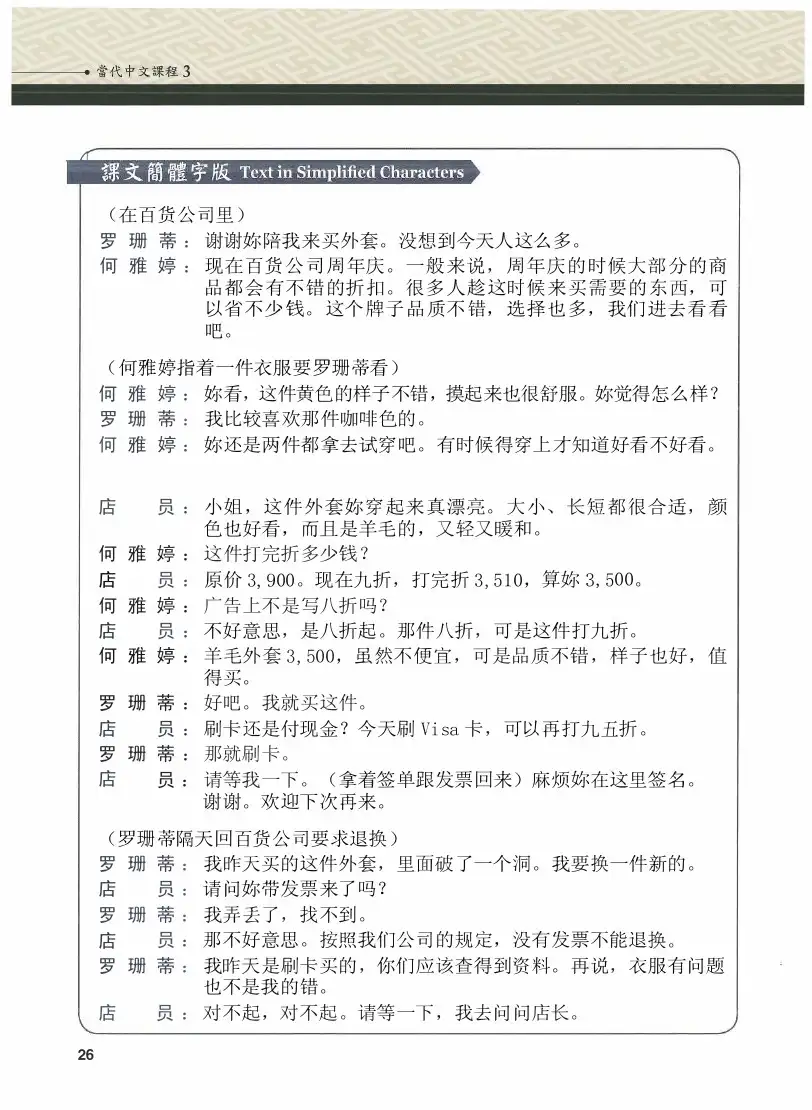 當代中文課程 3
課文簡體字版 Text in Simplified Characters
（在百货公司里）
罗珊蒂：谢谢妳陪我来买外套。没想到今天人这么多。
何雅婷：现在百货公司周年庆。一般来说，周年庆的时候大部分的商
品都会有不错的折扣。很多人趁这时候来买需要的东西，可
以省不少钱。这个牌子品质不错，选择也多，我们进去看看
吧。
（何雅婷指着一件衣服要罗珊蒂看）
何雅婷：妳看，这件黄色的样子不错，摸起来也很舒服。妳觉得怎么样？
罗珊蒂：我比较喜欢那件咖啡色的。
何雅婷：妳还是两件都拿去试穿吧。有时候得穿上才知道好看不好看。
店员：小姐，这件外套妳穿起来真漂亮。大小、长短都很合适，颜
色也好看，而且是羊毛的，又轻又暖和。
何雅婷：这件打完折多少钱？
店员：原价 3,900。现在九折，打完折 3,510，算妳 3,500。
何雅婷：广告上不是写八折吗？
店员：不好意思，是八折起。那件八折，可是这件打九折。
何雅婷：羊毛外套 3,500，虽然不便宜，可是品质不错，样子也好，值
得买。
罗珊蒂：好吧。我就买这件。
店员：刷卡还是付现金？今天刷 Visa 卡，可以再打九五折。
罗珊蒂：那就刷卡。
店员：请等我一下。（拿着签单跟发票回来）麻烦妳在这里签名。
谢谢。欢迎下次再来。
（罗珊蒂隔天回百货公司要求退换）
罗珊蒂：我昨天买的这件外套，里面破了一个洞。我要换一件新的。
店员：请问妳带发票来了吗？
罗珊蒂：我弄丢了，找不到。
店员：那不好意思。按照我们公司的规定，没有发票不能退换。
罗珊蒂：我昨天是刷卡买的，你们应该查得到资料。再说，衣服有问题
也不是我的错。
店员：对不起，对不起。请等一下，我去问问店长。
26